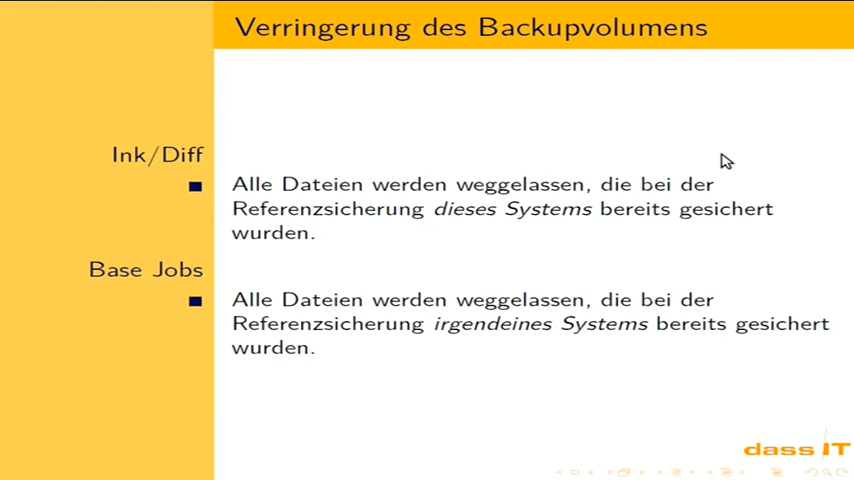 Verringerung des Backupvolumens
Ink/Diff
Alle Dateien werden weggelassen, die bei der
Referenzsicherung dieses Systems bereits gesichert
wurden.
Base Jobs
Alle Dateien werden weggelassen, die bei der
Referenzsicherung irgendeines Systems bereits gesichert
wurden.
dass IT